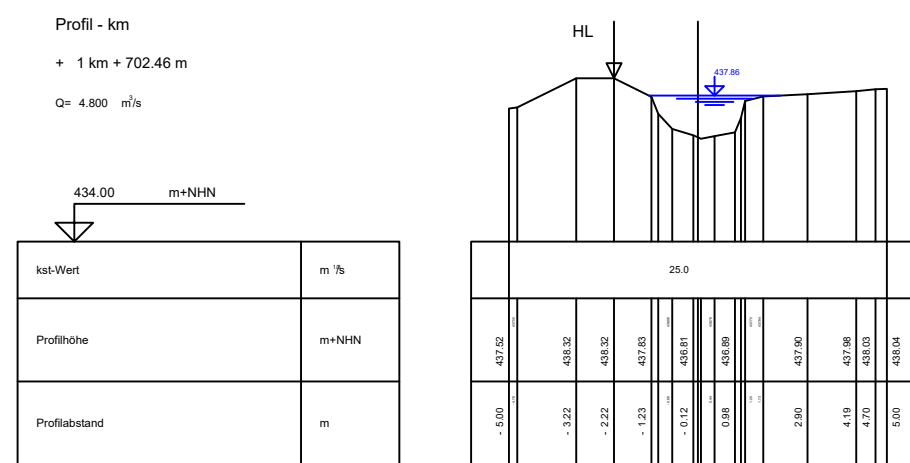 Profil - km
HL
+ 1 km + 702.46 m
437.86
Q= 4.800 m³/s
434.00 m+NHN
kst-Wert m 1/3/s 25.0
Profilhöhe m+NHN 437.52 438.32 438.32 437.83 436.81 436.89 437.90 437.98 438.03 438.04
Profilabstand m - 5.00 - 3.22 - 2.22 - 1.23 - 0.12 0.98 2.90 4.19 4.70 5.00